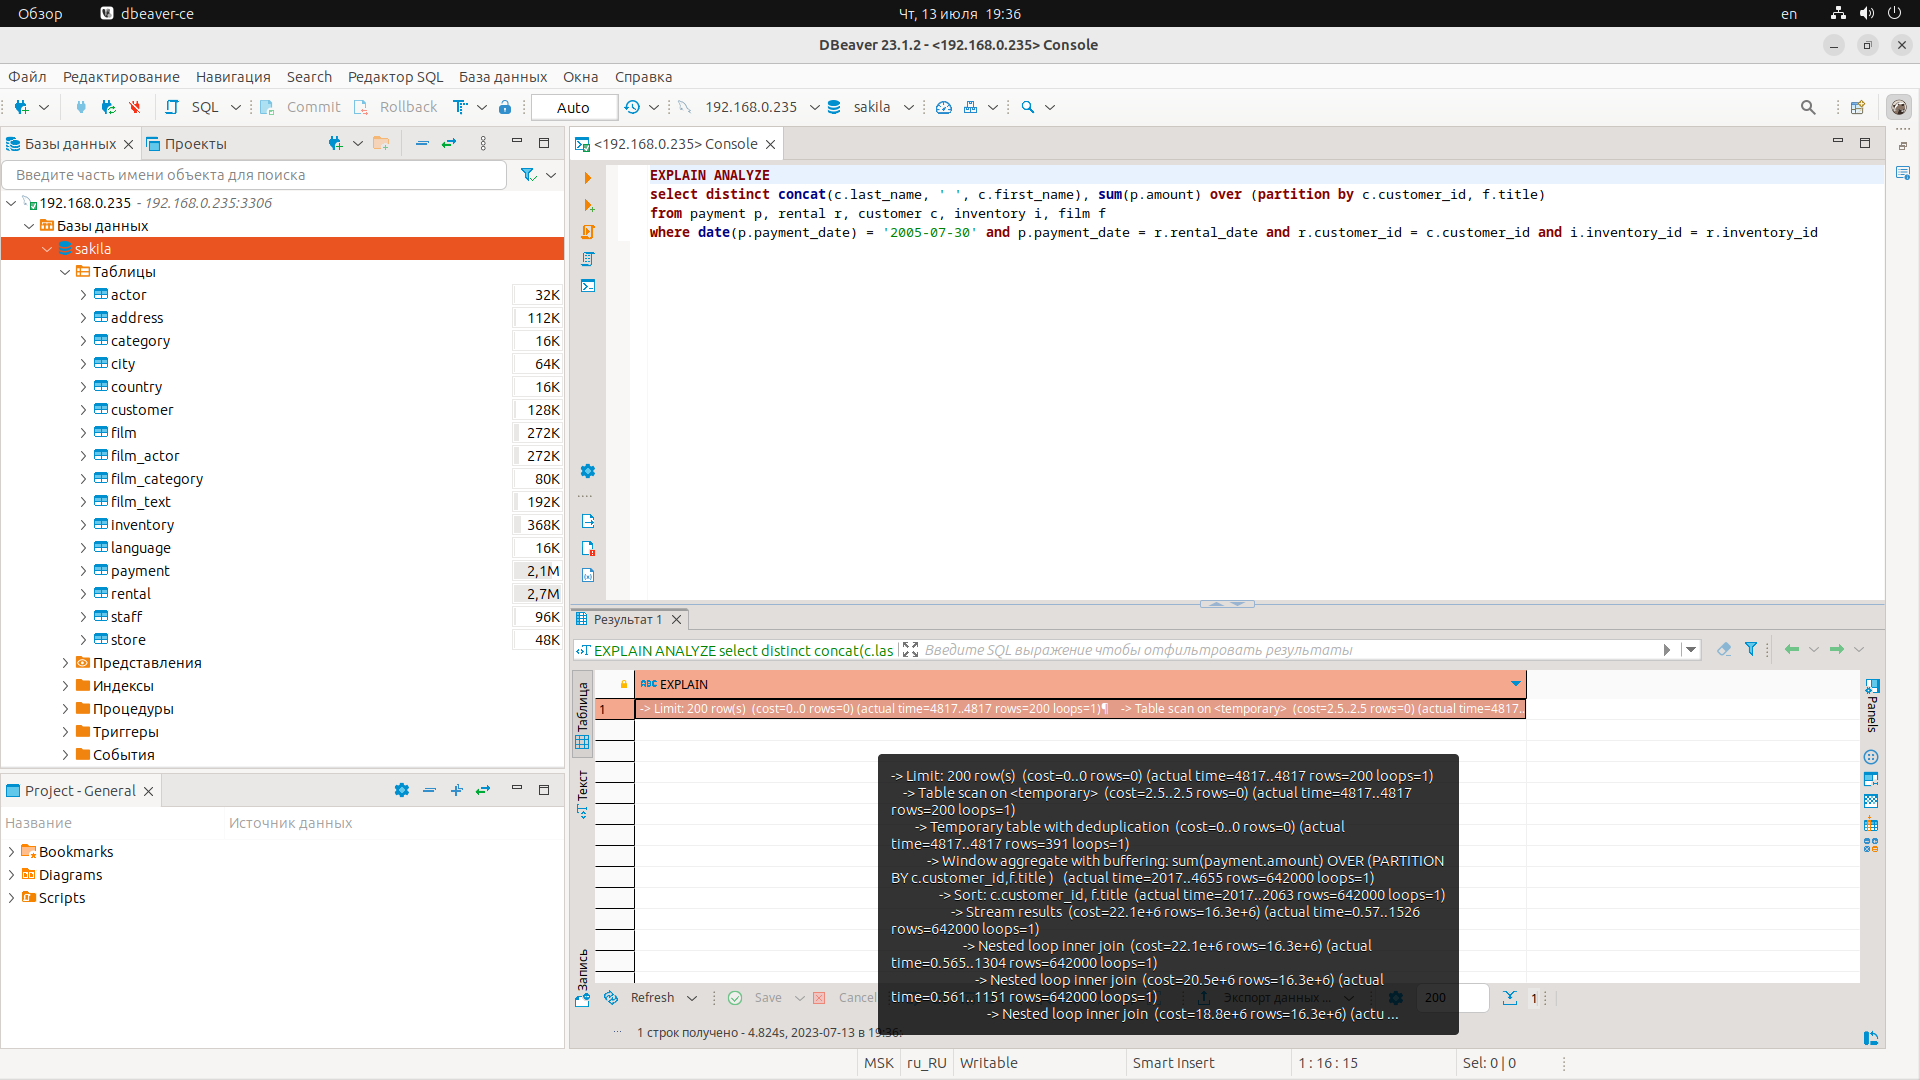 Обзор
dbeaver-ce
Чт, 13 июля 19:36
en
DBeaver 23.1.2 - <192.168.0.235> Console
Файл Редактирование Навигация Search Редактор SQL База данных Окна Справка
SQL Commit Rollback Auto 192.168.0.235 sakila
Базы данных
Проекты
Введите часть имени объекта для поиска
192.168.0.235 - 192.168.0.235:3306
Базы данных
sakila
Таблицы
actor 32K
address 112K
category 16K
city 64K
country 16K
customer 128K
film 272K
film_actor 272K
film_category 80K
film_text 192K
inventory 368K
language 16K
payment 2,1M
rental 2,7M
staff 96K
store 48K
Представления
Индексы
Процедуры
Триггеры
События
Project - General
Название Источник данных
Bookmarks
Diagrams
Scripts
<192.168.0.235> Console
EXPLAIN ANALYZE
select distinct concat(c.last_name, ' ', c.first_name), sum(p.amount) over (partition by c.customer_id, f.title)
from payment p, rental r, customer c, inventory i, film f
where date(p.payment_date) = '2005-07-30' and p.payment_date = r.rental_date and r.customer_id = c.customer_id and i.inventory_id = r.inventory_id
Результат 1
EXPLAIN ANALYZE select distinct concat(c.las
Введите SQL выражение чтобы отфильтровать результаты
Таблица
Текст
Запись
ABC EXPLAIN
1 -> Limit: 200 row(s) (cost=0..0 rows=0) (actual time=4817..4817 rows=200 loops=1)¶ -> Table scan on <temporary> (cost=2.5..2.5 rows=0) (actual time=4817..
Panels
-> Limit: 200 row(s) (cost=0..0 rows=0) (actual time=4817..4817 rows=200 loops=1)
-> Table scan on <temporary> (cost=2.5..2.5 rows=0) (actual time=4817..4817
rows=200 loops=1)
-> Temporary table with deduplication (cost=0..0 rows=0) (actual
time=4817..4817 rows=391 loops=1)
-> Window aggregate with buffering: sum(payment.amount) OVER (PARTITION
BY c.customer_id,f.title ) (actual time=2017..4655 rows=642000 loops=1)
-> Sort: c.customer_id, f.title (actual time=2017..2063 rows=642000 loops=1)
-> Stream results (cost=22.1e+6 rows=16.3e+6) (actual time=0.57..1526
rows=642000 loops=1)
-> Nested loop inner join (cost=22.1e+6 rows=16.3e+6) (actual
time=0.565..1304 rows=642000 loops=1)
-> Nested loop inner join (cost=20.5e+6 rows=16.3e+6) (actual
time=0.561..1151 rows=642000 loops=1)
-> Nested loop inner join (cost=18.8e+6 rows=16.3e+6) (actu ...
Refresh Save Cancel Экспорт данных ... 200 1
1 строк получено - 4.824s, 2023-07-13 в 19:36:
MSK ru_RU Writable Smart Insert 1 : 16 : 15 Sel: 0 | 0